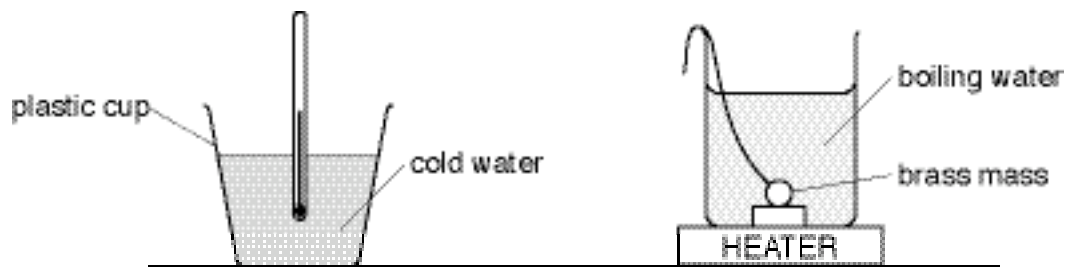 plastic cup
cold water
boiling water
brass mass
HEATER